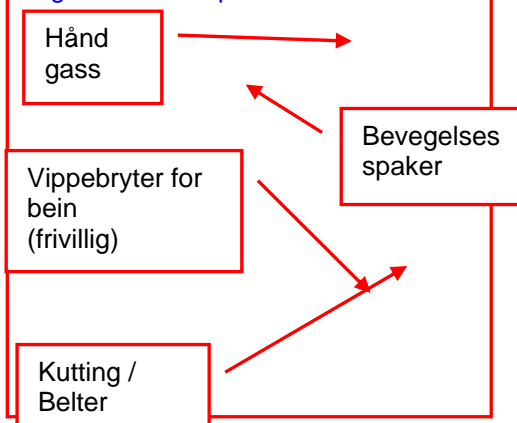 Hånd
gass
Bevegelses
spaker
Vippebryter for
bein
(frivillig)
Kutting /
Belter